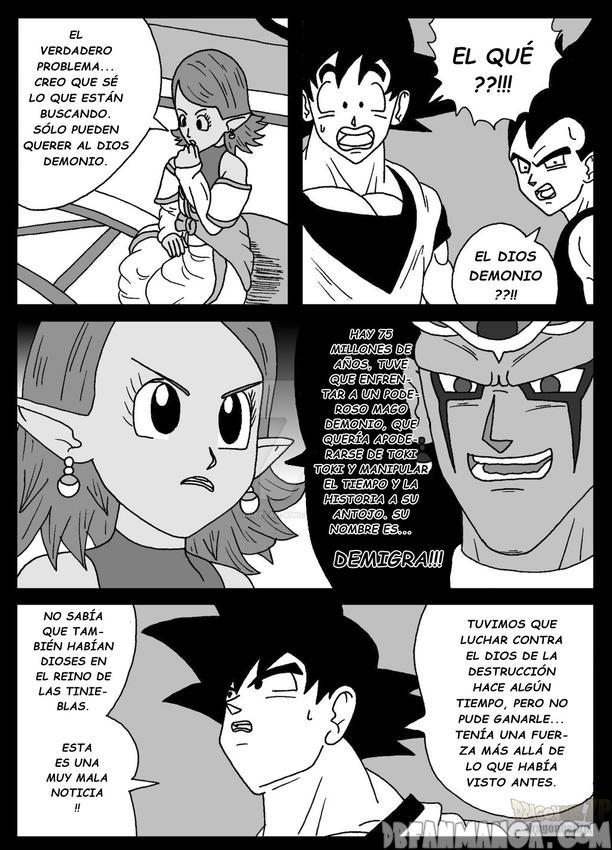 EL
VERDADERO
PROBLEMA...
CREO QUE SÉ
LO QUE ESTÁN
BUSCANDO.
SÓLO PUEDEN
QUERER AL DIOS
DEMONIO.
EL QUÉ
??!!!
EL DIOS
DEMONIO
??!!
HAY 75
MILLONES DE
AÑOS, TUVE
QUE ENFREN-
TAR A UN PODE-
ROSO MAGO
DEMONIO, QUE
QUERÍA APODE-
RARSE DE TOKI
TOKI Y MANIPULAR
EL TIEMPO Y LA
HISTORIA A SU
ANTOJO. SU
NOMBRE ES...
DEMIGRA!!!
NO SABÍA
QUE TAM-
BIÉN HABÍAN
DIOSES EN
EL REINO DE
LAS TINIE-
BLAS.
ESTA
ES UNA
MUY MALA
NOTICIA
!!
TUVIMOS QUE
LUCHAR CONTRA
EL DIOS DE LA
DESTRUCCIÓN
HACE ALGÚN
TIEMPO, PERO NO
PUDE GANARLE...
TENÍA UNA FUER-
ZA MÁS ALLÁ DE
LO QUE HABÍA
VISTO ANTES.
DBFANMANGA.COM